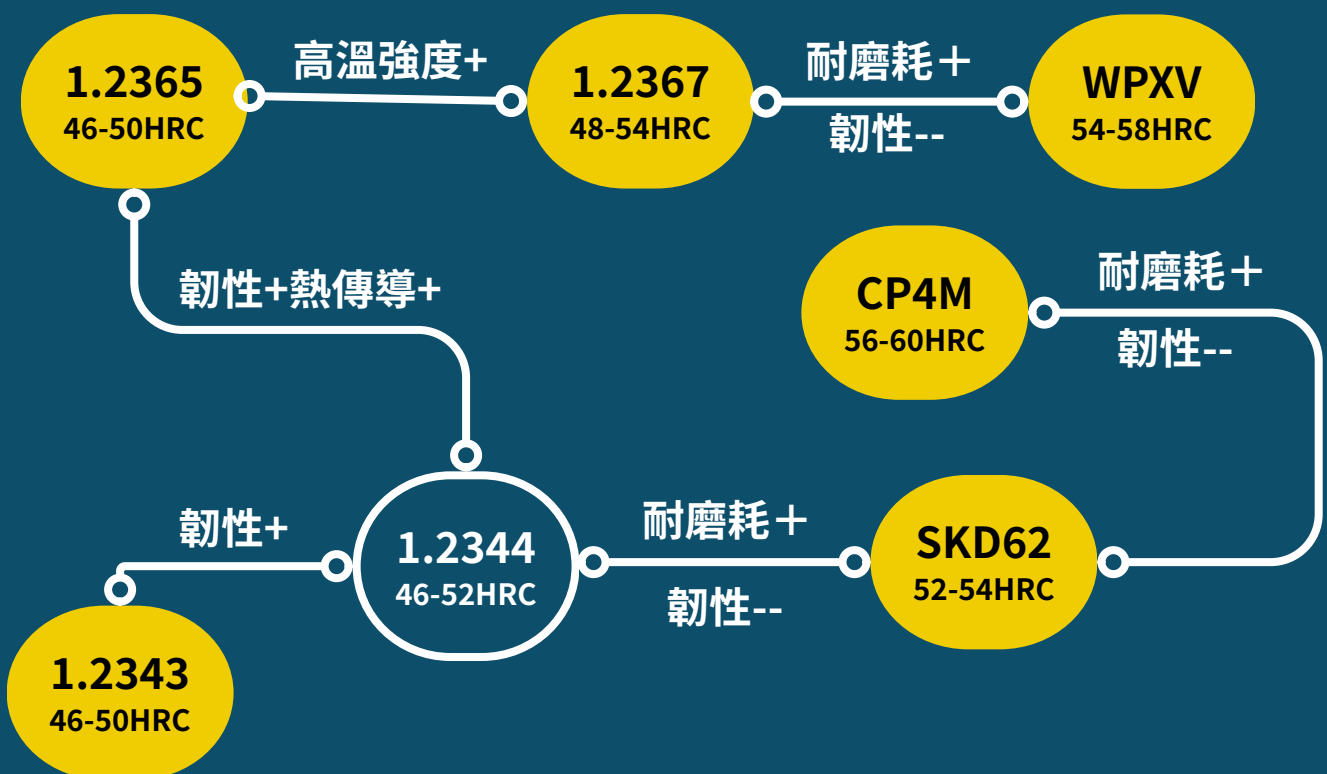 1.2365
46-50HRC
高溫強度+
1.2367
48-54HRC
耐磨耗＋
韌性--
WPXV
54-58HRC
韌性+熱傳導+
CP4M
56-60HRC
耐磨耗＋
韌性--
韌性+
1.2344
46-52HRC
耐磨耗＋
韌性--
SKD62
52-54HRC
1.2343
46-50HRC